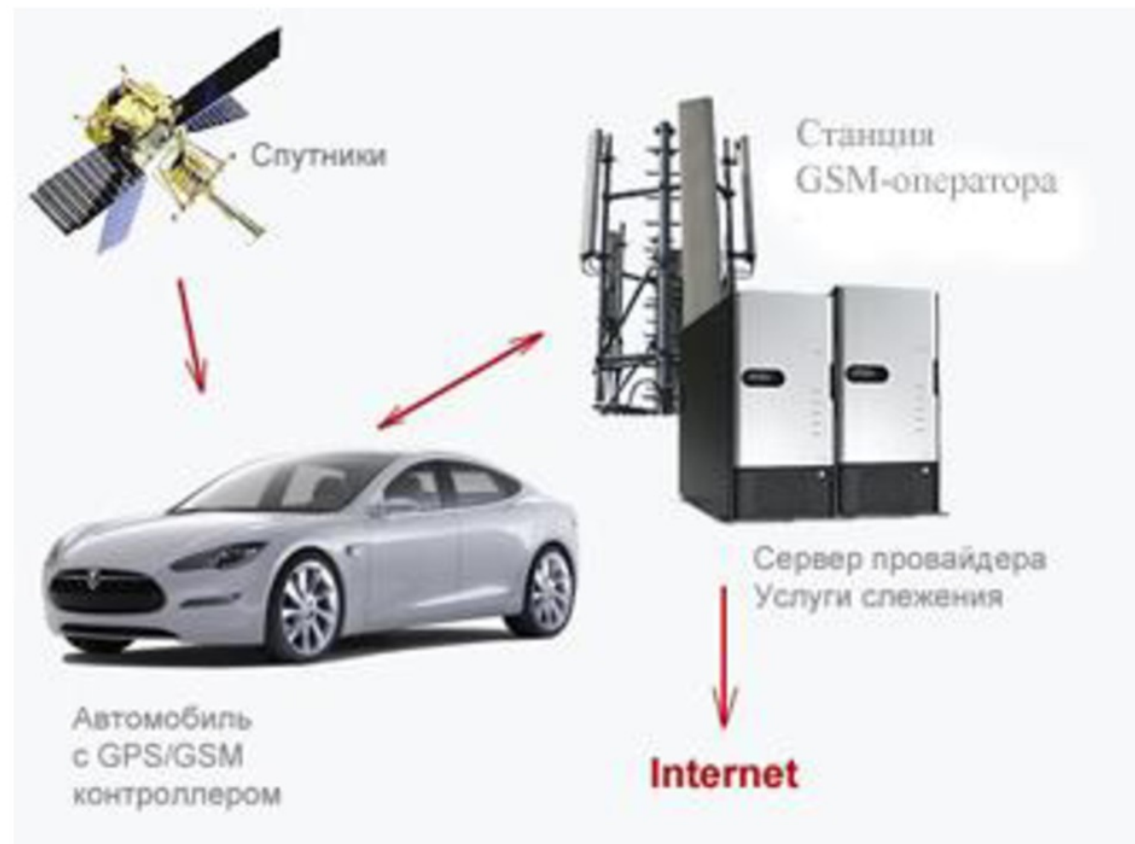 Спутники
Станция
GSM-оператора
Сервер провайдера
Услуги слежения
Автомобиль
с GPS/GSM
контроллером
Internet